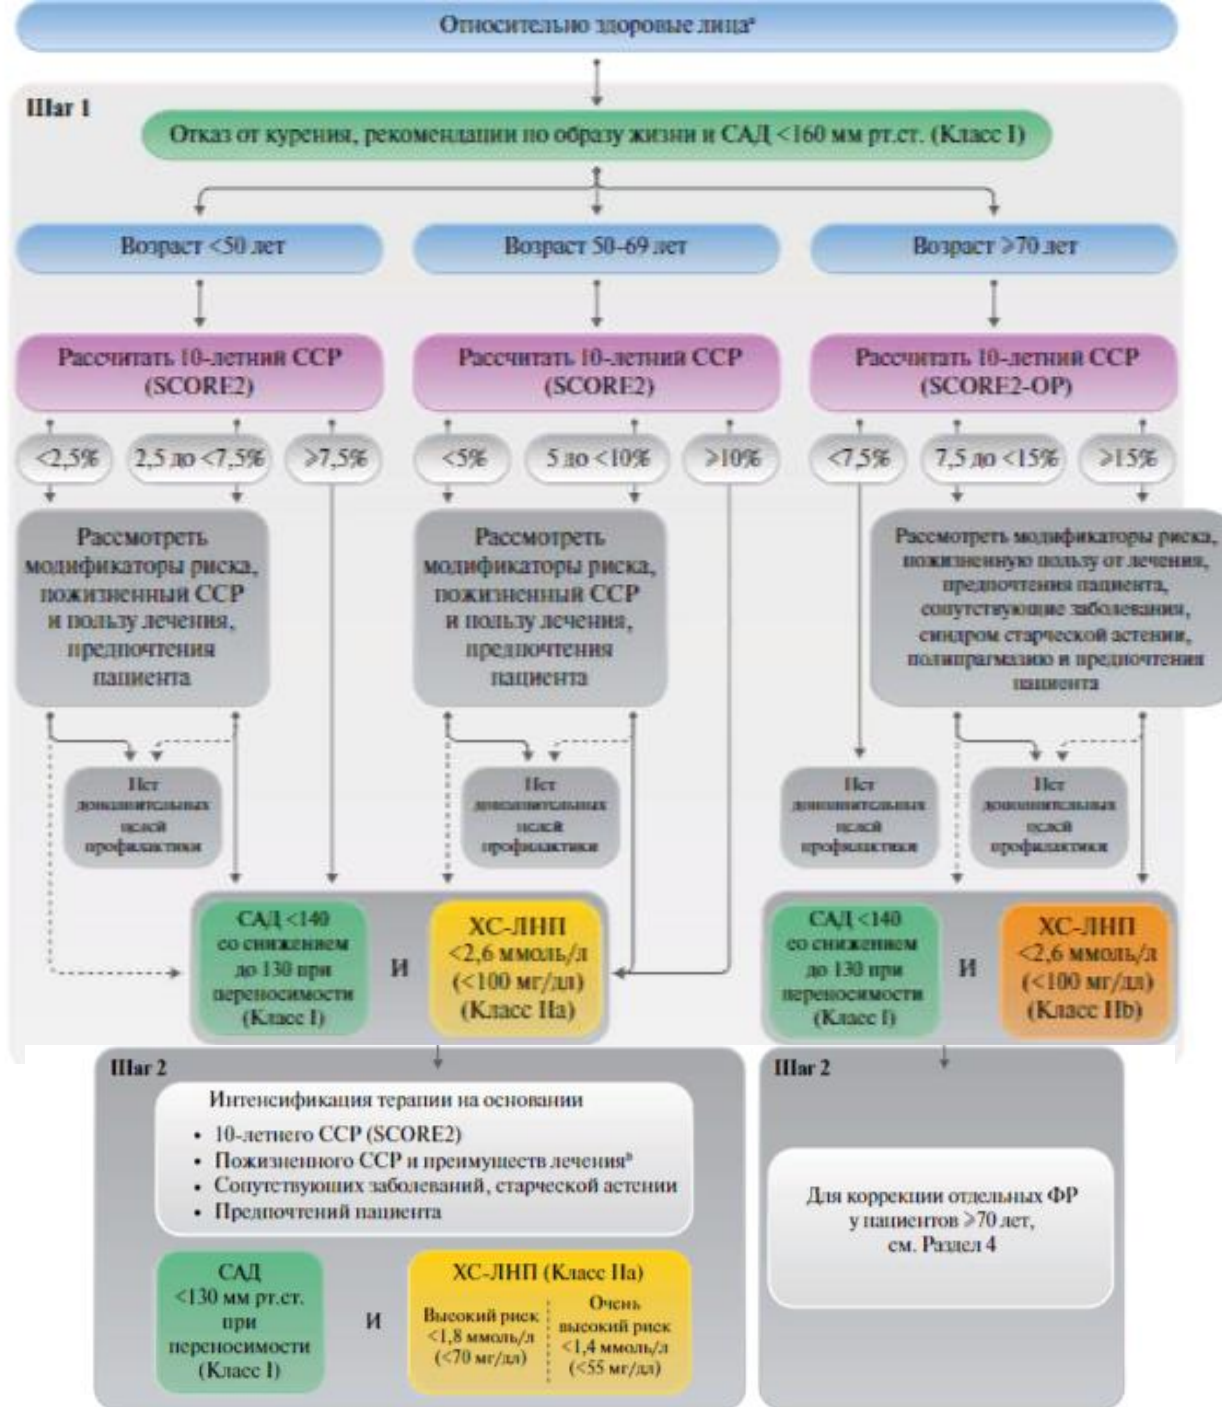 Относительно здоровые лицаª
Шаг 1
Отказ от курения, рекомендации по образу жизни и САД <160 мм рт.ст. (Класс I)
Возраст <50 лет
Возраст 50-69 лет
Возраст ⩾70 лет
Рассчитать 10-летний ССР
(SCORE2)
Рассчитать 10-летний ССР
(SCORE2)
Рассчитать 10-летний ССР
(SCORE2-OP)
<2,5%
2,5 до <7,5%
⩾7,5%
<5%
5 до <10%
⩾10%
<7,5%
7,5 до <15%
⩾15%
Рассмотреть
модификаторы риска,
пожизненный ССР
и пользу лечения,
предпочтения
пациента
Рассмотреть
модификаторы риска,
пожизненный ССР
и пользу лечения,
предпочтения
пациента
Рассмотреть модификаторы риска,
пожизненную пользу от лечения,
предпочтения пациента,
сопутствующие заболевания,
синдром старческой астении,
полипрагмазию и предпочтения
пациента
Нет
дополнительных
целей
профилактики
Нет
дополнительных
целей
профилактики
Нет
дополнительных
целей
профилактики
Нет
дополнительных
целей
профилактики
САД <140
со снижением
до 130 при
переносимости
(Класс I)
И
ХС-ЛНП
<2,6 ммоль/л
(<100 мг/дл)
(Класс IIa)
САД <140
со снижением
до 130 при
переносимости
(Класс I)
И
ХС-ЛНП
<2,6 ммоль/л
(<100 мг/дл)
(Класс IIb)
Шаг 2
Интенсификация терапии на основании
• 10-летнего ССР (SCORE2)
• Пожизненного ССР и преимуществ леченияᵇ
• Сопутствующих заболеваний, старческой астении
• Предпочтений пациента
САД
<130 мм рт.ст.
при
переносимости
(Класс I)
И
ХС-ЛНП (Класс IIa)
Высокий риск
<1,8 ммоль/л
(<70 мг/дл)
Очень
высокий риск
<1,4 ммоль/л
(<55 мг/дл)
Шаг 2
Для коррекции отдельных ФР
у пациентов ⩾70 лет,
см. Раздел 4